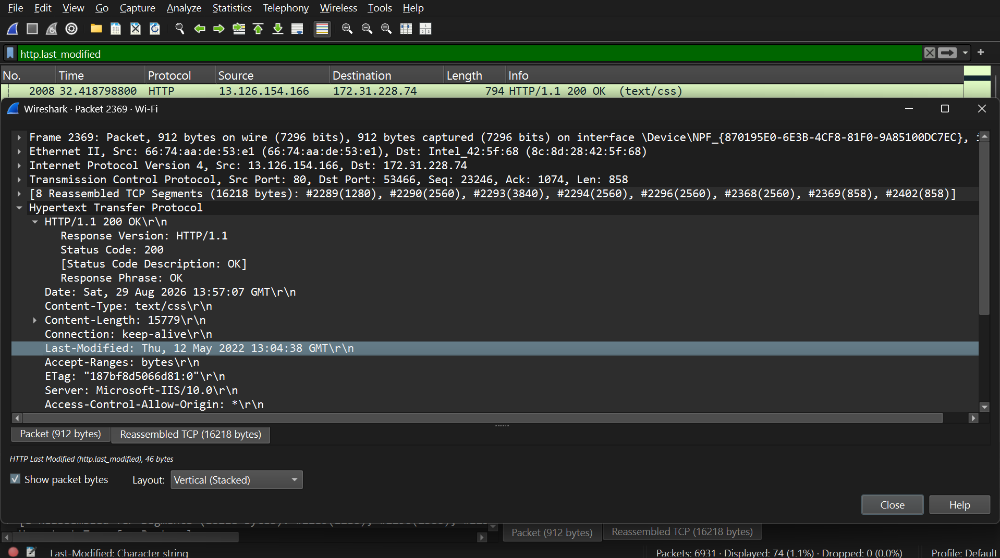 File Edit View Go Capture Analyze Statistics Telephony Wireless Tools Help
http.last_modified
No. Time Protocol Source Destination Length Info
2008 32.418798800 HTTP 13.126.154.166 172.31.228.74 794 HTTP/1.1 200 OK (text/css)
Wireshark · Packet 2369 · Wi-Fi
Frame 2369: Packet, 912 bytes on wire (7296 bits), 912 bytes captured (7296 bits) on interface \Device\NPF_{870195E0-6E3B-4CF8-81F0-9A85100DC7EC},
Ethernet II, Src: 66:74:aa:de:53:e1 (66:74:aa:de:53:e1), Dst: Intel_42:5f:68 (8c:8d:28:42:5f:68)
Internet Protocol Version 4, Src: 13.126.154.166, Dst: 172.31.228.74
Transmission Control Protocol, Src Port: 80, Dst Port: 53466, Seq: 23246, Ack: 1074, Len: 858
[8 Reassembled TCP Segments (16218 bytes): #2289(1280), #2290(2560), #2293(3840), #2294(2560), #2296(2560), #2368(2560), #2369(858), #2402(858)]
Hypertext Transfer Protocol
HTTP/1.1 200 OK\r\n
Response Version: HTTP/1.1
Status Code: 200
[Status Code Description: OK]
Response Phrase: OK
Date: Sat, 29 Aug 2026 13:57:07 GMT\r\n
Content-Type: text/css\r\n
Content-Length: 15779\r\n
Connection: keep-alive\r\n
Last-Modified: Thu, 12 May 2022 13:04:38 GMT\r\n
Accept-Ranges: bytes\r\n
ETag: "187bf8d5066d81:0"\r\n
Server: Microsoft-IIS/10.0\r\n
Access-Control-Allow-Origin: *\r\n
Packet (912 bytes) Reassembled TCP (16218 bytes)
HTTP Last Modified (http.last_modified), 46 bytes
Show packet bytes Layout: Vertical (Stacked)
Close Help
Packet (912 bytes) Reassembled TCP (16218 bytes)
Last-Modified: Character string Packets: 6931 · Displayed: 74 (1.1%) · Dropped: 0 (0.0%) Profile: Default